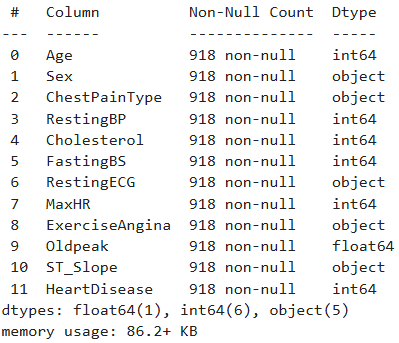 #   Column          Non-Null Count  Dtype
---  ------          --------------  -----
 0   Age             918 non-null    int64
 1   Sex             918 non-null    object
 2   ChestPainType   918 non-null    object
 3   RestingBP       918 non-null    int64
 4   Cholesterol     918 non-null    int64
 5   FastingBS       918 non-null    int64
 6   RestingECG      918 non-null    object
 7   MaxHR           918 non-null    int64
 8   ExerciseAngina  918 non-null    object
 9   Oldpeak         918 non-null    float64
 10  ST_Slope        918 non-null    object
 11  HeartDisease    918 non-null    int64
dtypes: float64(1), int64(6), object(5)
memory usage: 86.2+ KB